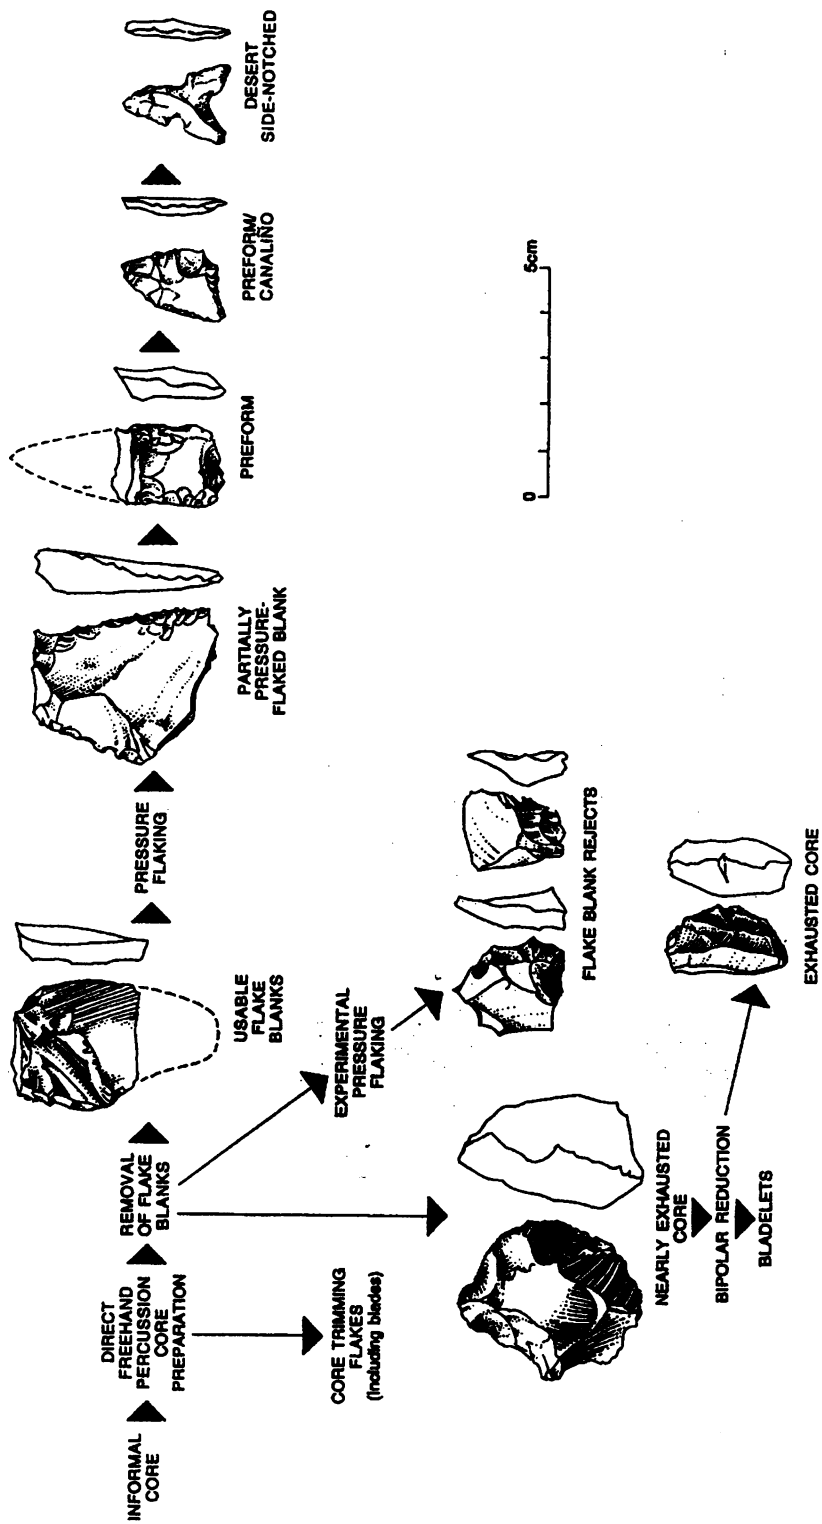 INFORMAL
CORE
DIRECT
FREEHAND
PERCUSSION
CORE
PREPARATION
REMOVAL
OF FLAKE
BLANKS
USABLE
FLAKE
BLANKS
PRESSURE
FLAKING
PARTIALLY
PRESSURE-
FLAKED BLANK
PREFORM
PREFORM/
CANALIÑO
DESERT
SIDE-NOTCHED
CORE TRIMMING
FLAKES
(including blades)
EXPERIMENTAL
PRESSURE
FLAKING
FLAKE BLANK REJECTS
0
5cm
NEARLY EXHAUSTED
CORE
BIPOLAR REDUCTION
BLADELETS
EXHAUSTED CORE